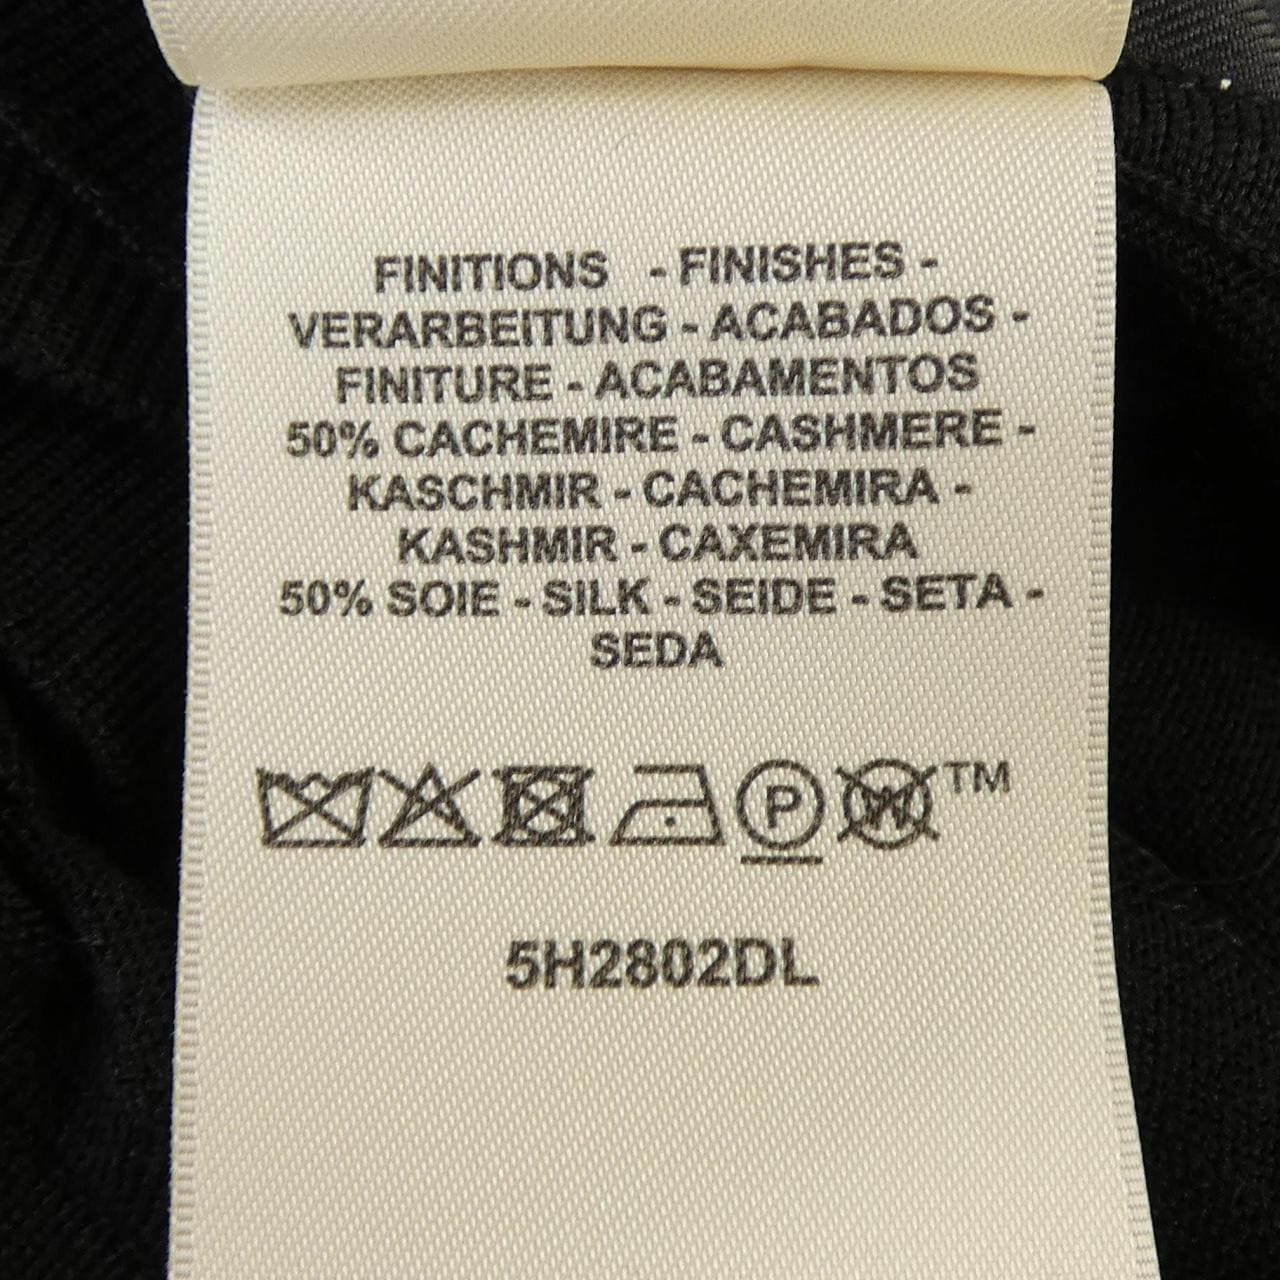 FINITIONS - FINISHES -
VERARBEITUNG - ACABADOS -
FINITURE - ACABAMENTOS
50% CACHEMIRE - CASHMERE -
KASCHMIR - CACHEMIRA -
KASHMIR - CAXEMIRA
50% SOIE - SILK - SEIDE - SETA -
SEDA
P W TM
5H2802DL